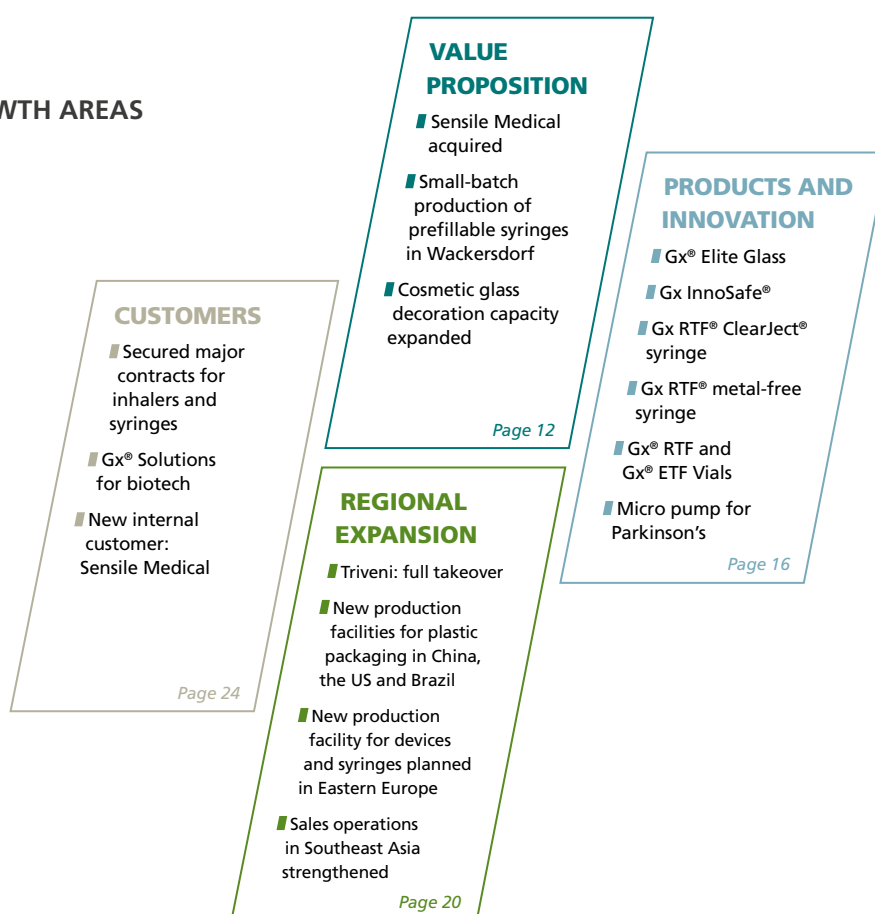 WTH AREAS
VALUE
PROPOSITION
Sensile Medical
acquired
Small-batch
production of
prefillable syringes
in Wackersdorf
Cosmetic glass
decoration capacity
expanded
Page 12
PRODUCTS AND
INNOVATION
Gx® Elite Glass
Gx InnoSafe®
Gx RTF® ClearJect®
syringe
Gx RTF® metal-free
syringe
Gx® RTF and
Gx® ETF Vials
Micro pump for
Parkinson’s
Page 16
CUSTOMERS
Secured major
contracts for
inhalers and
syringes
Gx® Solutions
for biotech
New internal
customer:
Sensile Medical
Page 24
REGIONAL
EXPANSION
Triveni: full takeover
New production
facilities for plastic
packaging in China,
the US and Brazil
New production
facility for devices
and syringes planned
in Eastern Europe
Sales operations
in Southeast Asia
strengthened
Page 20